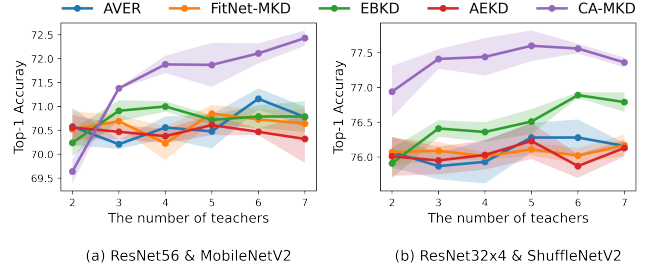 AVER FitNet-MKD EBKD AEKD CA-MKD
72.5
72.0
71.5
71.0
70.5
70.0
69.5
Top-1 Accuray
2 3 4 5 6 7
The number of teachers
(a) ResNet56 & MobileNetV2
77.5
77.0
76.5
76.0
Top-1 Accuray
2 3 4 5 6 7
The number of teachers
(b) ResNet32x4 & ShuffleNetV2